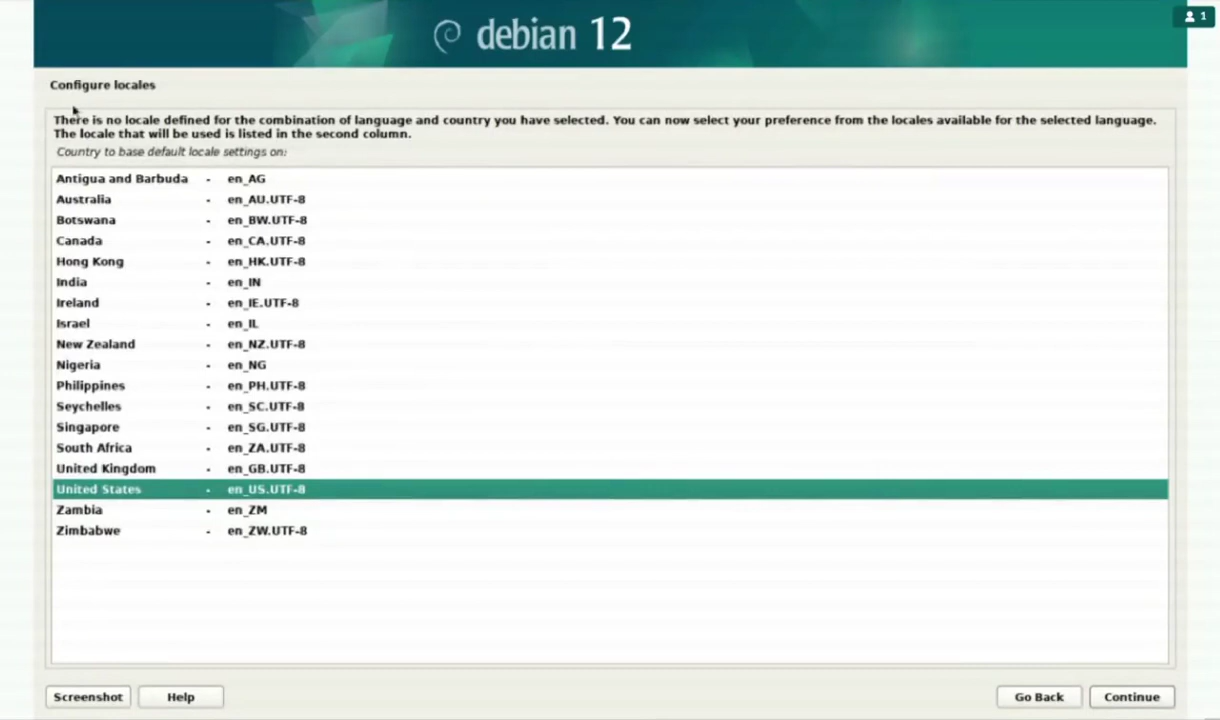 debian 12
1
Configure locales
There is no locale defined for the combination of language and country you have selected. You can now select your preference from the locales available for the selected language.
The locale that will be used is listed in the second column.
Country to base default locale settings on:
Antigua and Barbuda - en_AG
Australia - en_AU.UTF-8
Botswana - en_BW.UTF-8
Canada - en_CA.UTF-8
Hong Kong - en_HK.UTF-8
India - en_IN
Ireland - en_IE.UTF-8
Israel - en_IL
New Zealand - en_NZ.UTF-8
Nigeria - en_NG
Philippines - en_PH.UTF-8
Seychelles - en_SC.UTF-8
Singapore - en_SG.UTF-8
South Africa - en_ZA.UTF-8
United Kingdom - en_GB.UTF-8
United States - en_US.UTF-8
Zambia - en_ZM
Zimbabwe - en_ZW.UTF-8
Screenshot Help Go Back Continue